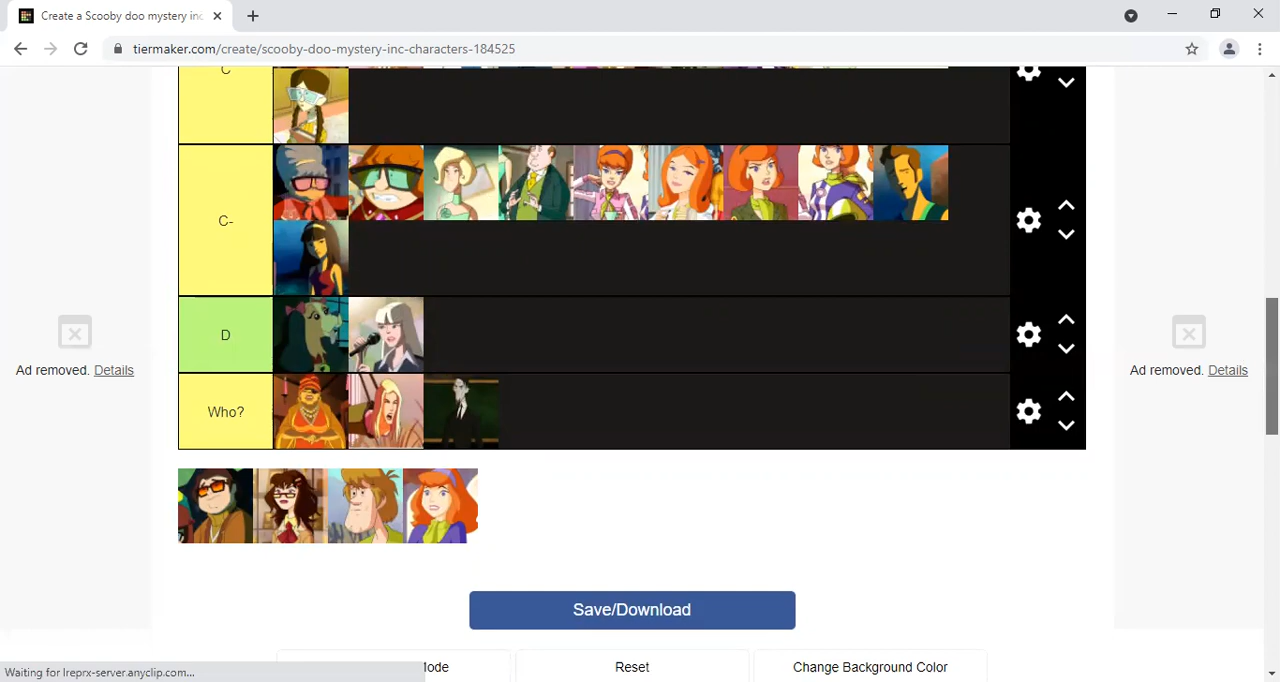 Create a Scooby doo mystery inc
tiermaker.com/create/scooby-doo-mystery-inc-characters-184525
C
C-
D
Who?
Ad removed. Details
Ad removed. Details
Save/Download
Mode
Reset
Change Background Color
Waiting for lreprx-server.anyclip.com...